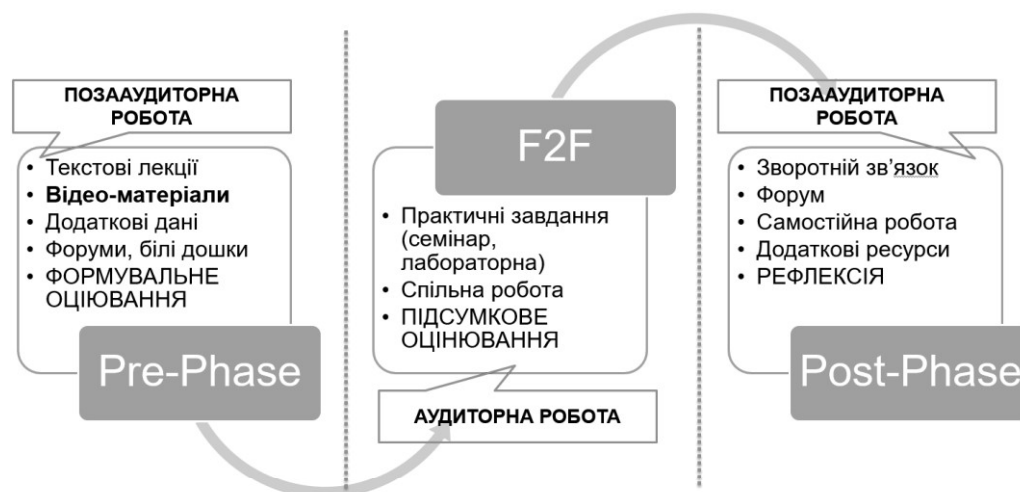 ПОЗААУДИТОРНА
РОБОТА
• Текстові лекції
• Відео-матеріали
• Додаткові дані
• Форуми, білі дошки
• ФОРМУВАЛЬНЕ
ОЦІЮВАННЯ
Pre-Phase
F2F
• Практичні завдання
(семінар,
лабораторна)
• Спільна робота
• ПІДСУМКОВЕ
ОЦІНЮВАННЯ
АУДИТОРНА РОБОТА
ПОЗААУДИТОРНА
РОБОТА
• Зворотній зв'язок
• Форум
• Самостійна робота
• Додаткові ресурси
• РЕФЛЕКСІЯ
Post-Phase